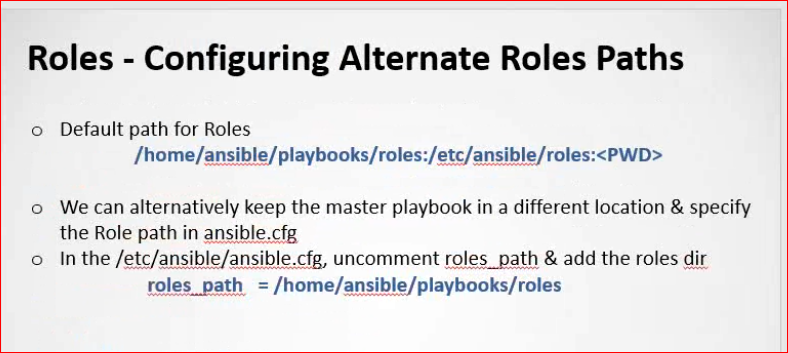 Roles - Configuring Alternate Roles Paths
o Default path for Roles
/home/ansible/playbooks/roles:/etc/ansible/roles:<PWD>
o We can alternatively keep the master playbook in a different location & specify
the Role path in ansible.cfg
o In the /etc/ansible/ansible.cfg, uncomment roles_path & add the roles dir
roles_path = /home/ansible/playbooks/roles